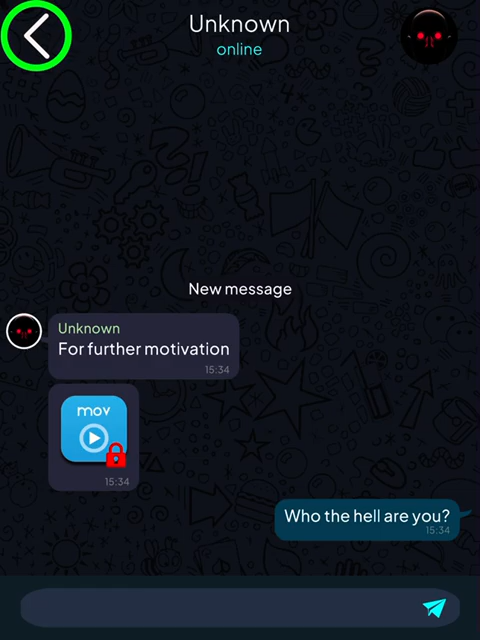 Unknown
online
New message
Unknown
For further motivation
15:34
mov
15:34
Who the hell are you?
15:34